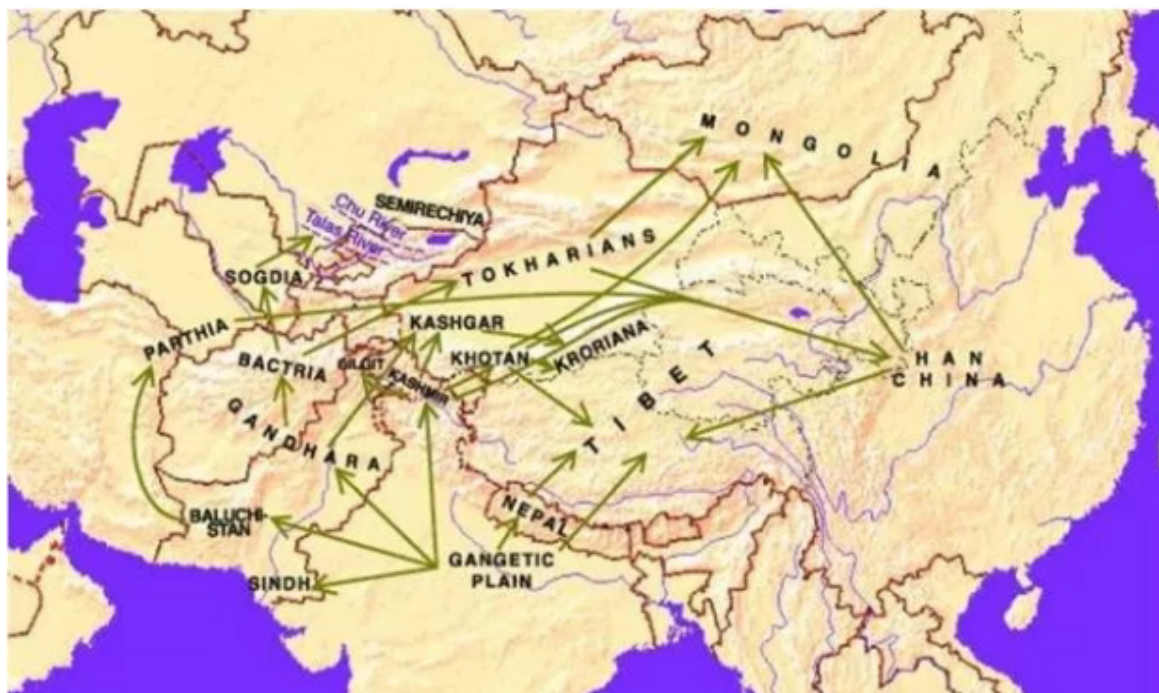 MONGOLIA
SEMIRECHIYA
Chu River
Talas River
SOGDIA
TOKHARIANS
PARTHIA
KASHGAR
BACTRIA
GILGIT
KHOTAN
KRORIANA
KASHMIR
TIBET
HAN
CHINA
GANDHARA
BALUCHI-
STAN
NEPAL
GANGETIC
PLAIN
SINDH